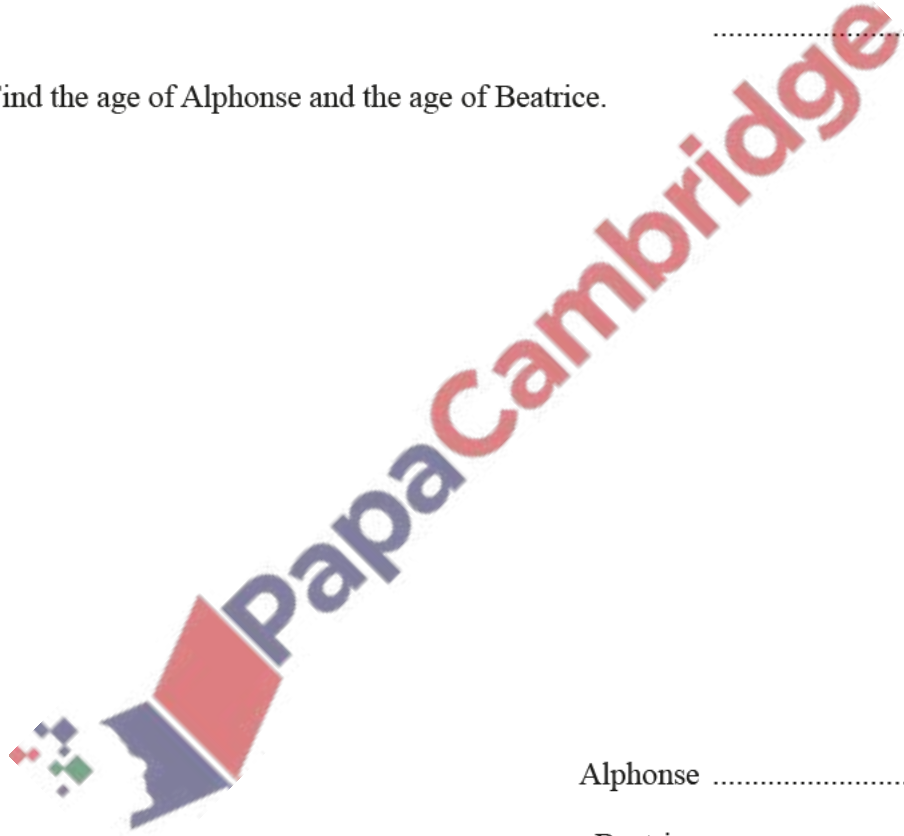 ..........................
ind the age of Alphonse and the age of Beatrice.
PapaCambridge
Alphonse ..........................